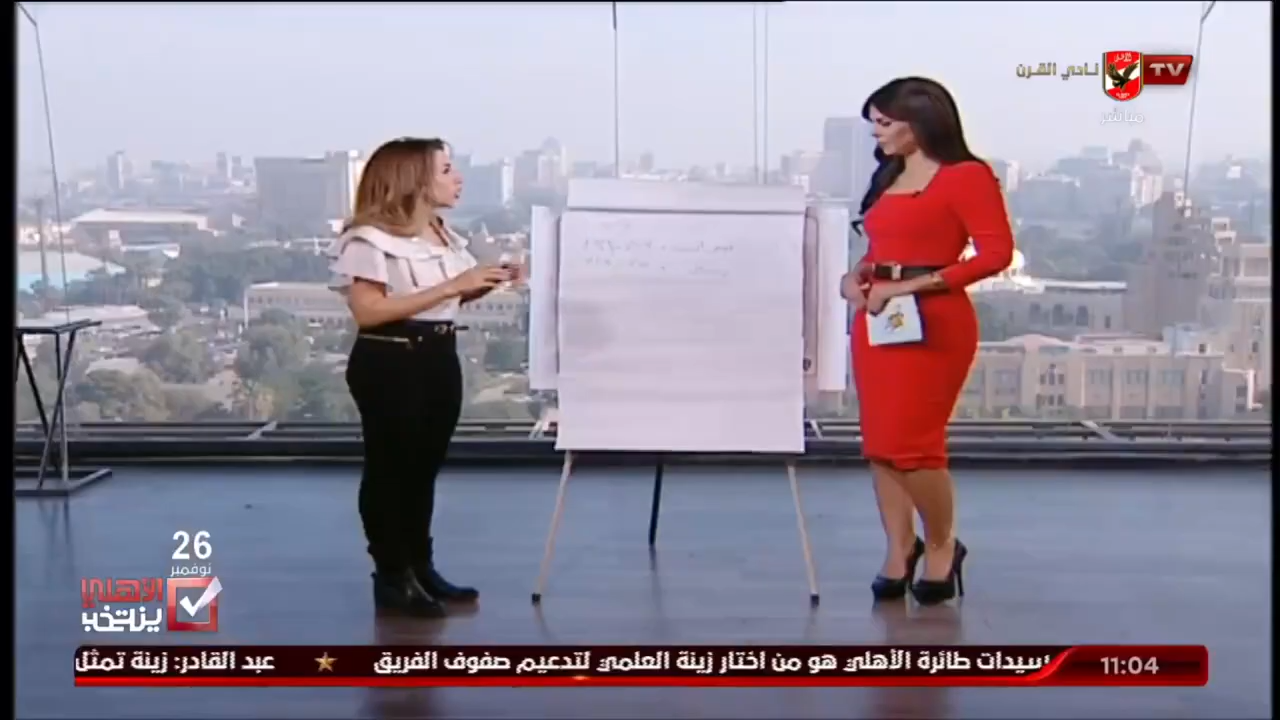 نادي القرن TV
مباشر
26
نوفمبر
الأهلي
ينتخب
سيدات طائرة الأهلي هو من اختار زينة العلمي لتدعيم صفوف الفريق ★ عبد القادر: زينة تمثل
11:04